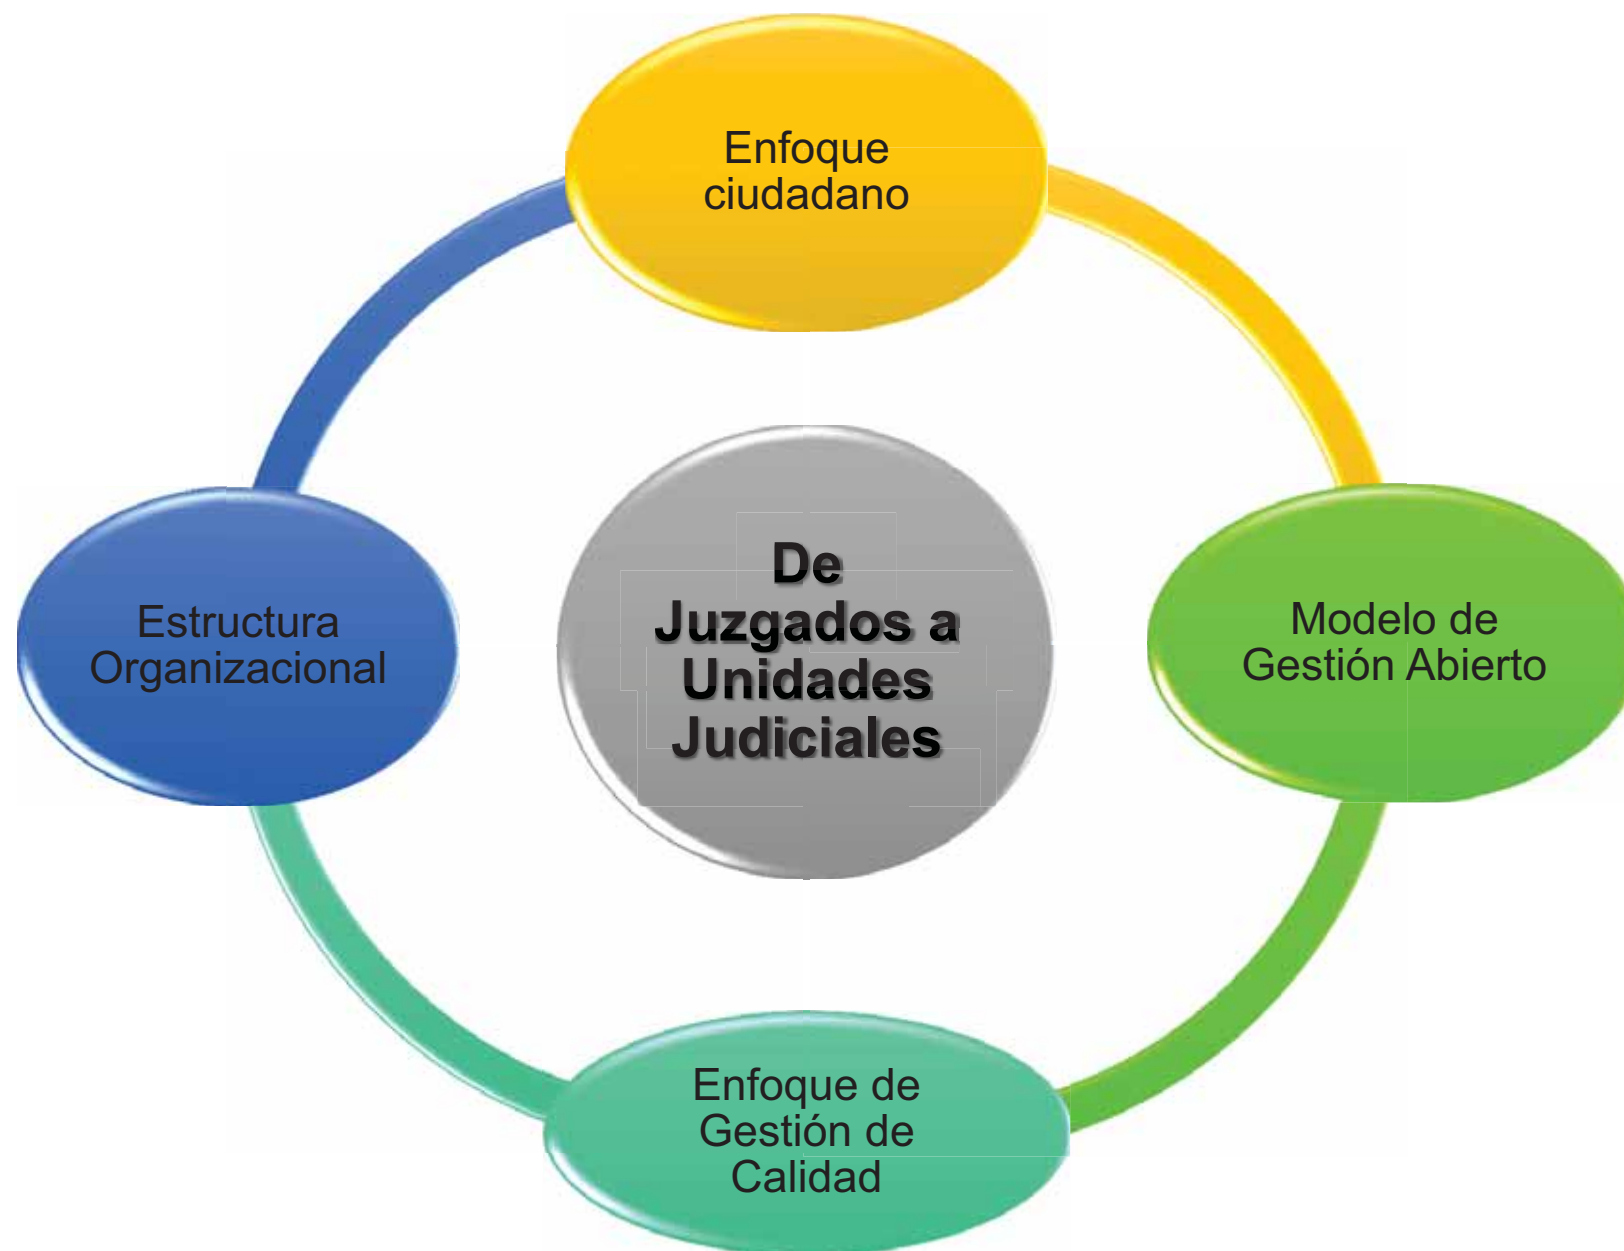 Enfoque
ciudadano
De
Juzgados a
Unidades
Judiciales
Estructura
Organizacional
Modelo de
Gestión Abierto
Enfoque de
Gestión de
Calidad